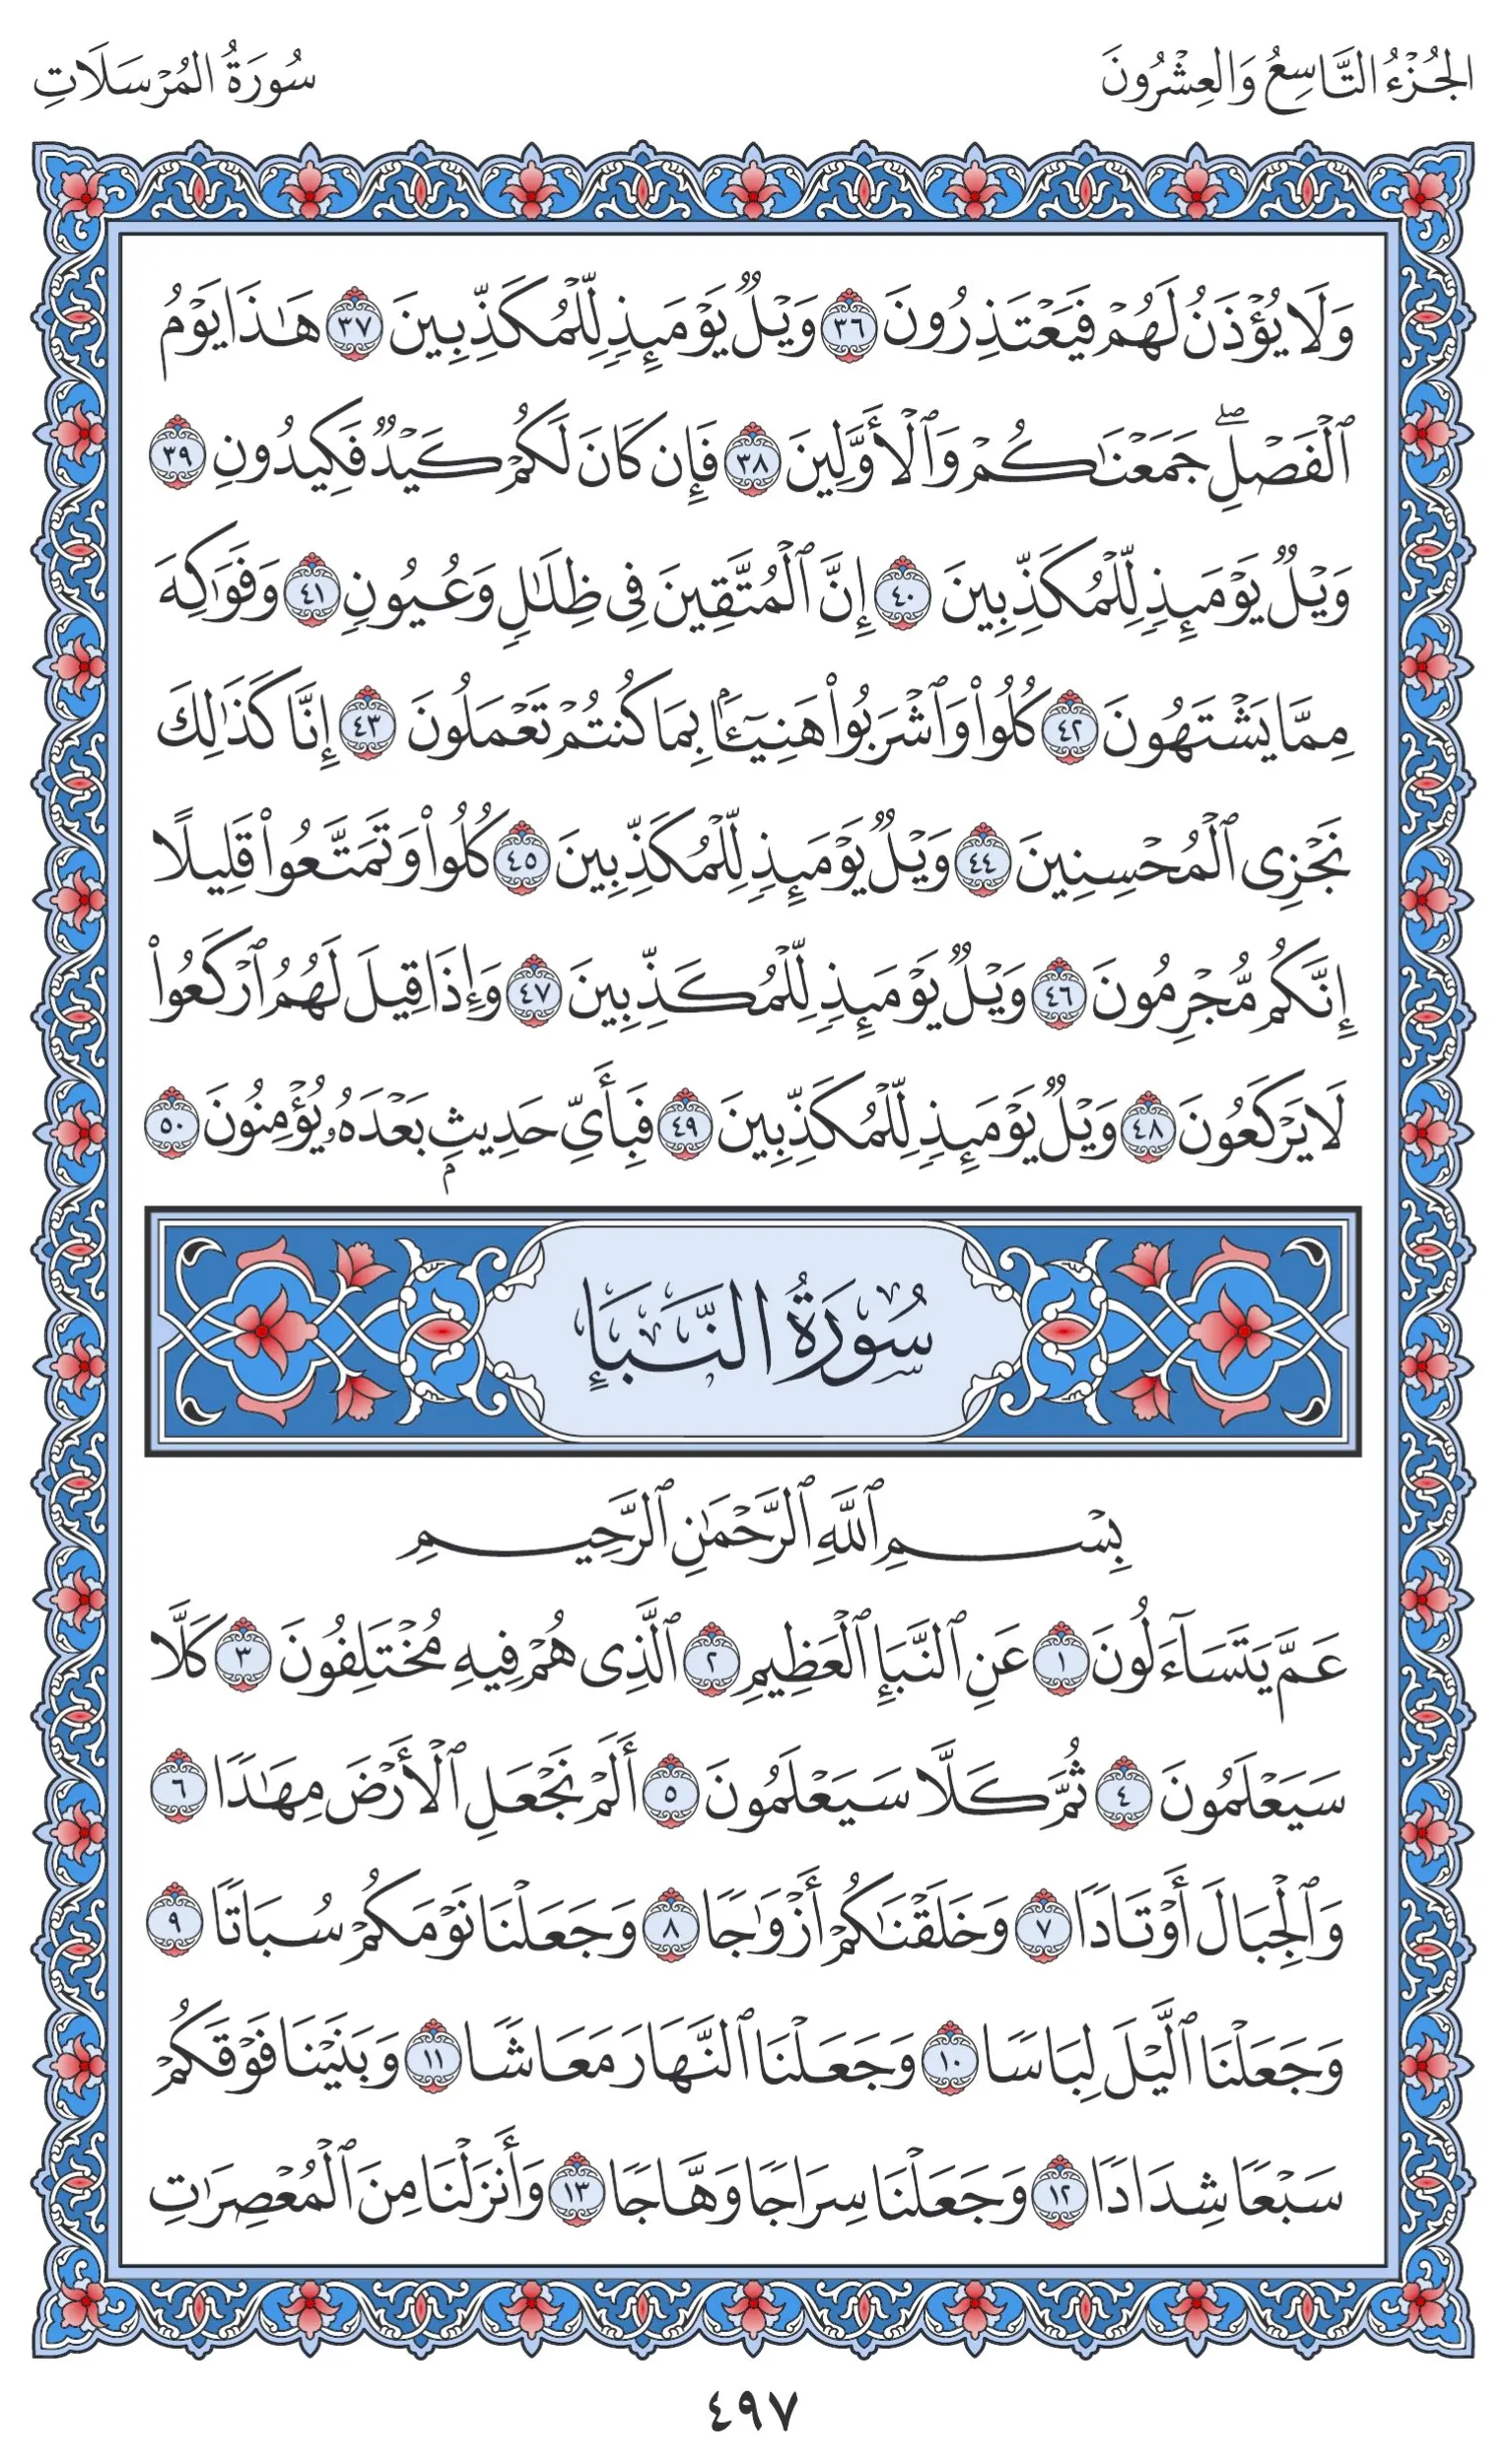 الجُزْءُ التَّاسِعُ وَالعِشْرُونَ
سُورَةُ المُرْسَلَاتِ
وَلَا يُؤْذَنُ لَهُمْ فَيَعْتَذِرُونَ ٣٦ وَيْلٌ يَوْمَئِذٍ لِّلْمُكَذِّبِينَ ٣٧ هَٰذَا يَوْمُ
ٱلْفَصْلِۖ جَمَعْنَٰكُمْ وَٱلْأَوَّلِينَ ٣٨ فَإِن كَانَ لَكُمْ كَيْدٌ فَكِيدُونِ ٣٩
وَيْلٌ يَوْمَئِذٍ لِّلْمُكَذِّبِينَ ٤٠ إِنَّ ٱلْمُتَّقِينَ فِى ظِلَٰلٍ وَعُيُونٍ ٤١ وَفَوَٰكِهَ
مِمَّا يَشْتَهُونَ ٤٢ كُلُوا۟ وَٱشْرَبُوا۟ هَنِيٓـًٔۢا بِمَا كُنتُمْ تَعْمَلُونَ ٤٣ إِنَّا كَذَٰلِكَ
نَجْزِى ٱلْمُحْسِنِينَ ٤٤ وَيْلٌ يَوْمَئِذٍ لِّلْمُكَذِّبِينَ ٤٥ كُلُوا۟ وَتَمَتَّعُوا۟ قَلِيلًا
إِنَّكُم مُّجْرِمُونَ ٤٦ وَيْلٌ يَوْمَئِذٍ لِّلْمُكَذِّبِينَ ٤٧ وَإِذَا قِيلَ لَهُمُ ٱرْكَعُوا۟
لَا يَرْكَعُونَ ٤٨ وَيْلٌ يَوْمَئِذٍ لِّلْمُكَذِّبِينَ ٤٩ فَبِأَىِّ حَدِيثٍۭ بَعْدَهُۥ يُؤْمِنُونَ ٥٠
سُورَةُ النَّبَإِ
بِسْمِ ٱللَّهِ ٱلرَّحْمَٰنِ ٱلرَّحِيمِ
عَمَّ يَتَسَآءَلُونَ ١ عَنِ ٱلنَّبَإِ ٱلْعَظِيمِ ٢ ٱلَّذِى هُمْ فِيهِ مُخْتَلِفُونَ ٣ كَلَّا
سَيَعْلَمُونَ ٤ ثُمَّ كَلَّا سَيَعْلَمُونَ ٥ أَلَمْ نَجْعَلِ ٱلْأَرْضَ مِهَٰدًا ٦
وَٱلْجِبَالَ أَوْتَادًا ٧ وَخَلَقْنَٰكُمْ أَزْوَٰجًا ٨ وَجَعَلْنَا نَوْمَكُمْ سُبَاتًا ٩
وَجَعَلْنَا ٱلَّيْلَ لِبَاسًا ١٠ وَجَعَلْنَا ٱلنَّهَارَ مَعَاشًا ١١ وَبَنَيْنَا فَوْقَكُمْ
سَبْعًا شِدَادًا ١٢ وَجَعَلْنَا سِرَاجًا وَهَّاجًا ١٣ وَأَنزَلْنَا مِنَ ٱلْمُعْصِرَٰتِ
٤٩٧